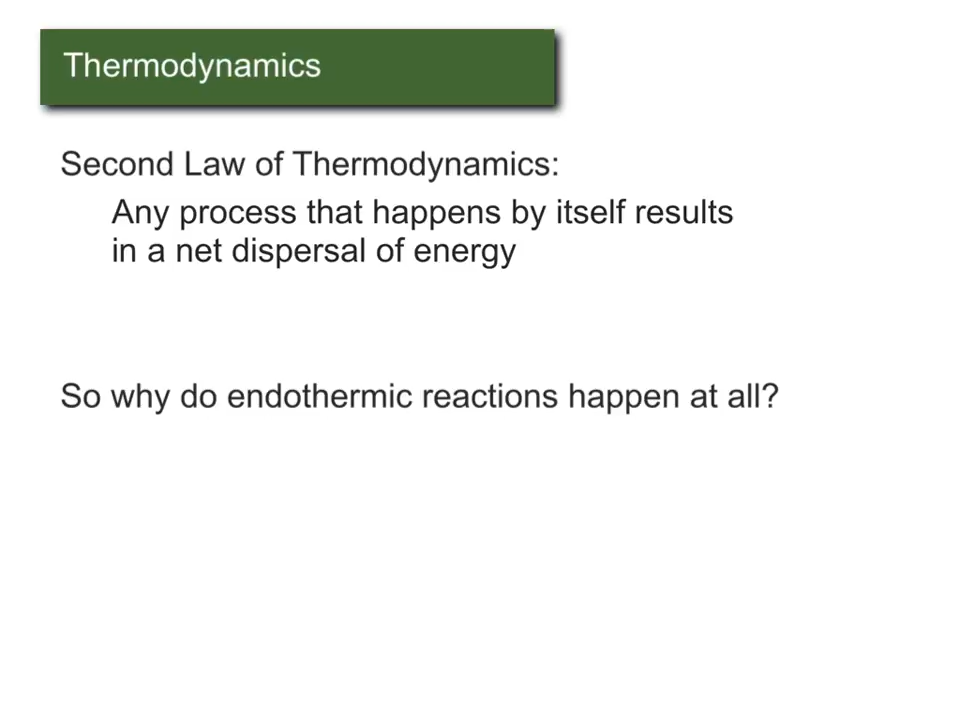 Thermodynamics
Second Law of Thermodynamics:
Any process that happens by itself results
in a net dispersal of energy
So why do endothermic reactions happen at all?